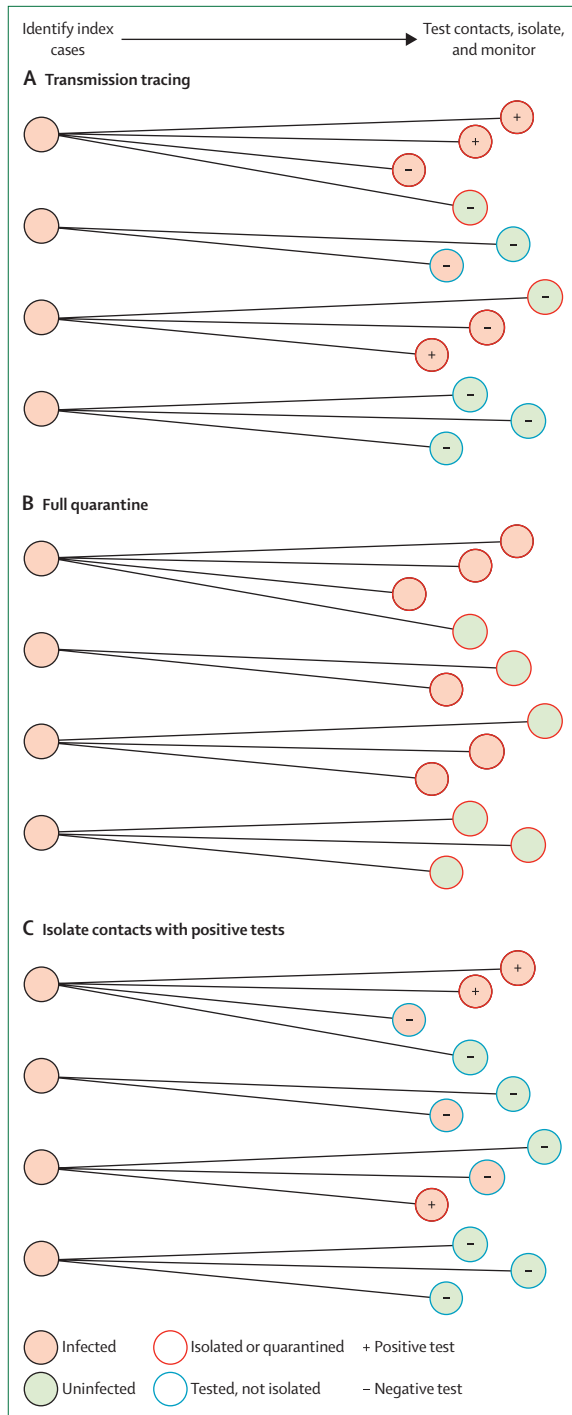 Identify index
cases
Test contacts, isolate,
and monitor
A Transmission tracing
+
+
–
–
–
–
–
–
+
–
–
–
B Full quarantine
C Isolate contacts with positive tests
+
+
–
–
–
–
–
–
+
–
–
–
Infected
Isolated or quarantined
+ Positive test
Uninfected
Tested, not isolated
– Negative test